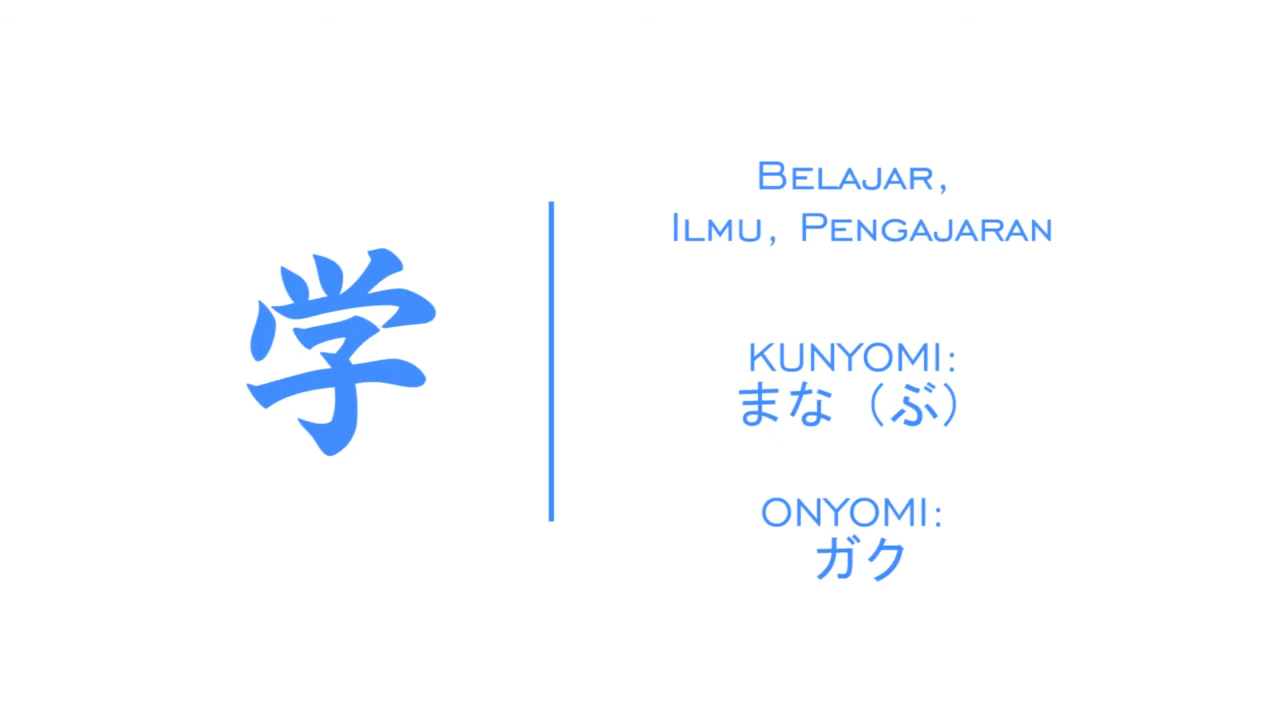 学
Belajar,
Ilmu, Pengajaran
KUNYOMI:
まな（ぶ）
ONYOMI:
ガク